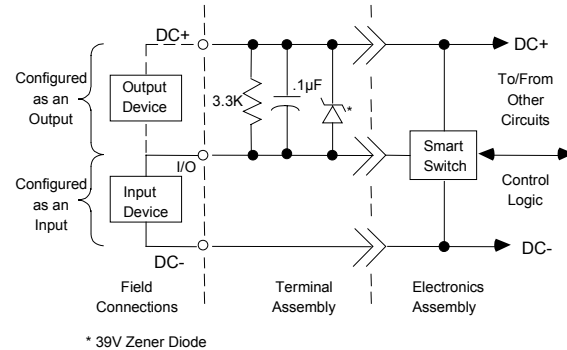 DC+
DC+
Configured
as an
Output
Output
Device
3.3K
.1µF
*
To/From
Other
Circuits
I/O
Smart
Switch
Configured
as an
Input
Input
Device
Control
Logic
DC-
DC-
Field
Connections
Terminal
Assembly
Electronics
Assembly
* 39V Zener Diode